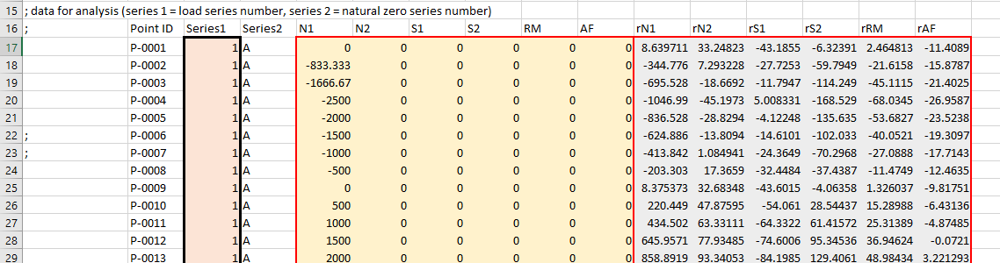 15 ; data for analysis (series 1 = load series number, series 2 = natural zero series number)
16 ; Point ID Series1 Series2 N1 N2 S1 S2 RM AF rN1 rN2 rS1 rS2 rRM rAF
17 P-0001 1 A 0 0 0 0 0 0 8.639711 33.24823 -43.1855 -6.32391 2.464813 -11.4089
18 P-0002 1 A -833.333 0 0 0 0 0 -344.776 7.293228 -27.7253 -59.7949 -21.6158 -15.8787
19 P-0003 1 A -1666.67 0 0 0 0 0 -695.528 -18.6692 -11.7947 -114.249 -45.1115 -21.4025
20 P-0004 1 A -2500 0 0 0 0 0 -1046.99 -45.1973 5.008331 -168.529 -68.0345 -26.9587
21 P-0005 1 A -2000 0 0 0 0 0 -836.528 -28.8294 -4.12248 -135.635 -53.6827 -23.5238
22 ; P-0006 1 A -1500 0 0 0 0 0 -624.886 -13.8094 -14.6101 -102.033 -40.0521 -19.3097
23 ; P-0007 1 A -1000 0 0 0 0 0 -413.842 1.084941 -24.3649 -70.2968 -27.0888 -17.7143
24 P-0008 1 A -500 0 0 0 0 0 -203.303 17.3659 -32.4484 -37.4387 -11.4749 -12.4635
25 P-0009 1 A 0 0 0 0 0 0 8.375373 32.68348 -43.6015 -4.06358 1.326037 -9.81751
26 P-0010 1 A 500 0 0 0 0 0 220.449 47.87595 -54.061 28.54437 15.28988 -6.43136
27 P-0011 1 A 1000 0 0 0 0 0 434.502 63.33111 -64.3322 61.41572 25.31389 -4.87485
28 P-0012 1 A 1500 0 0 0 0 0 645.9571 77.93485 -74.6006 95.34536 36.94624 -0.0721
29 P-0013 1 A 2000 0 0 0 0 0 858.8919 93.34053 -84.1985 129.4061 48.98434 3.221293